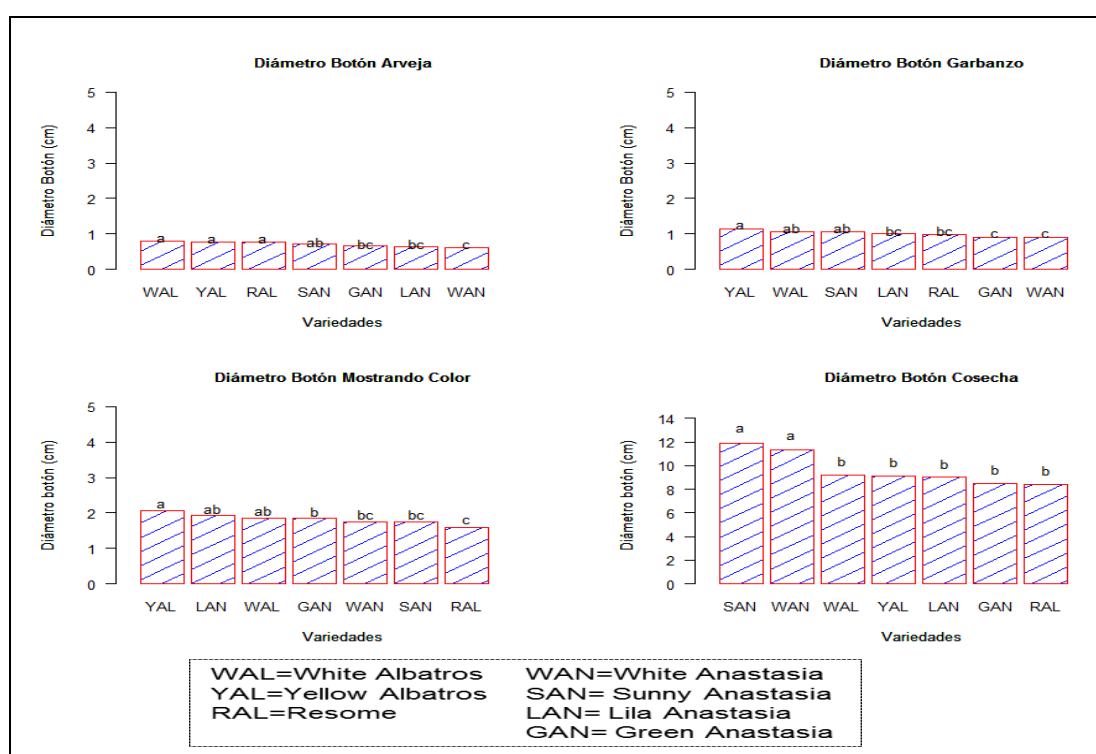 Diámetro Botón Arveja
Diámetro Botón (cm)
5
4
3
2
1
0
a a a ab bc bc c
WAL YAL RAL SAN GAN LAN WAN
Variedades
Diámetro Botón Garbanzo
Diámetro Botón (cm)
5
4
3
2
1
0
a ab ab bc bc c c
YAL WAL SAN LAN RAL GAN WAN
Variedades
Diámetro Botón Mostrando Color
Diámetro botón (cm)
5
4
3
2
1
0
a ab ab b bc bc c
YAL LAN WAL GAN WAN SAN RAL
Variedades
Diámetro Botón Cosecha
Diámetro botón (cm)
14
12
10
8
6
4
2
0
a a b b b b b
SAN WAN WAL YAL LAN GAN RAL
Variedades
WAL=White Albatros
YAL=Yellow Albatros
RAL=Resome
WAN=White Anastasia
SAN= Sunny Anastasia
LAN= Lila Anastasia
GAN= Green Anastasia